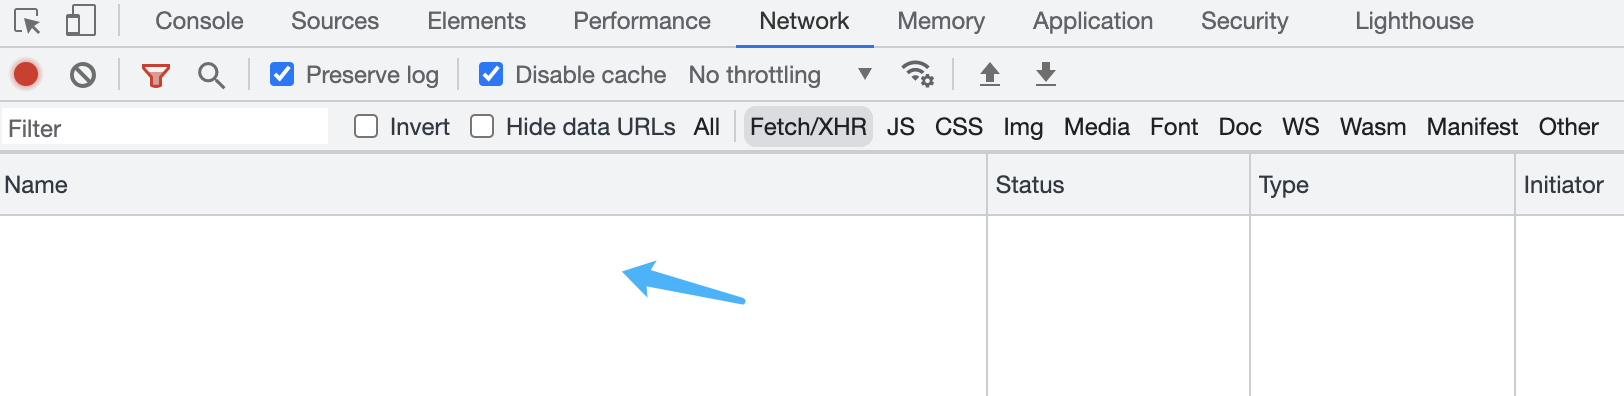 Console Sources Elements Performance Network Memory Application Security Lighthouse
Preserve log Disable cache No throttling
Filter Invert Hide data URLs All Fetch/XHR JS CSS Img Media Font Doc WS Wasm Manifest Other
Name Status Type Initiator